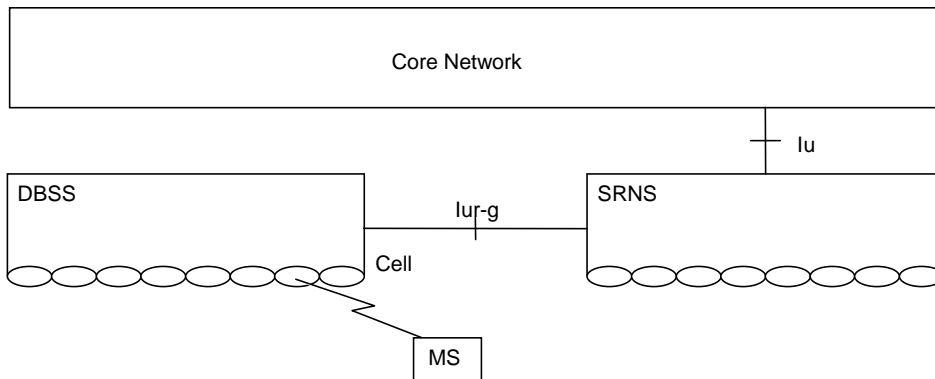 Core Network
Iu
DBSS
SRNS
Iur-g
Cell
MS